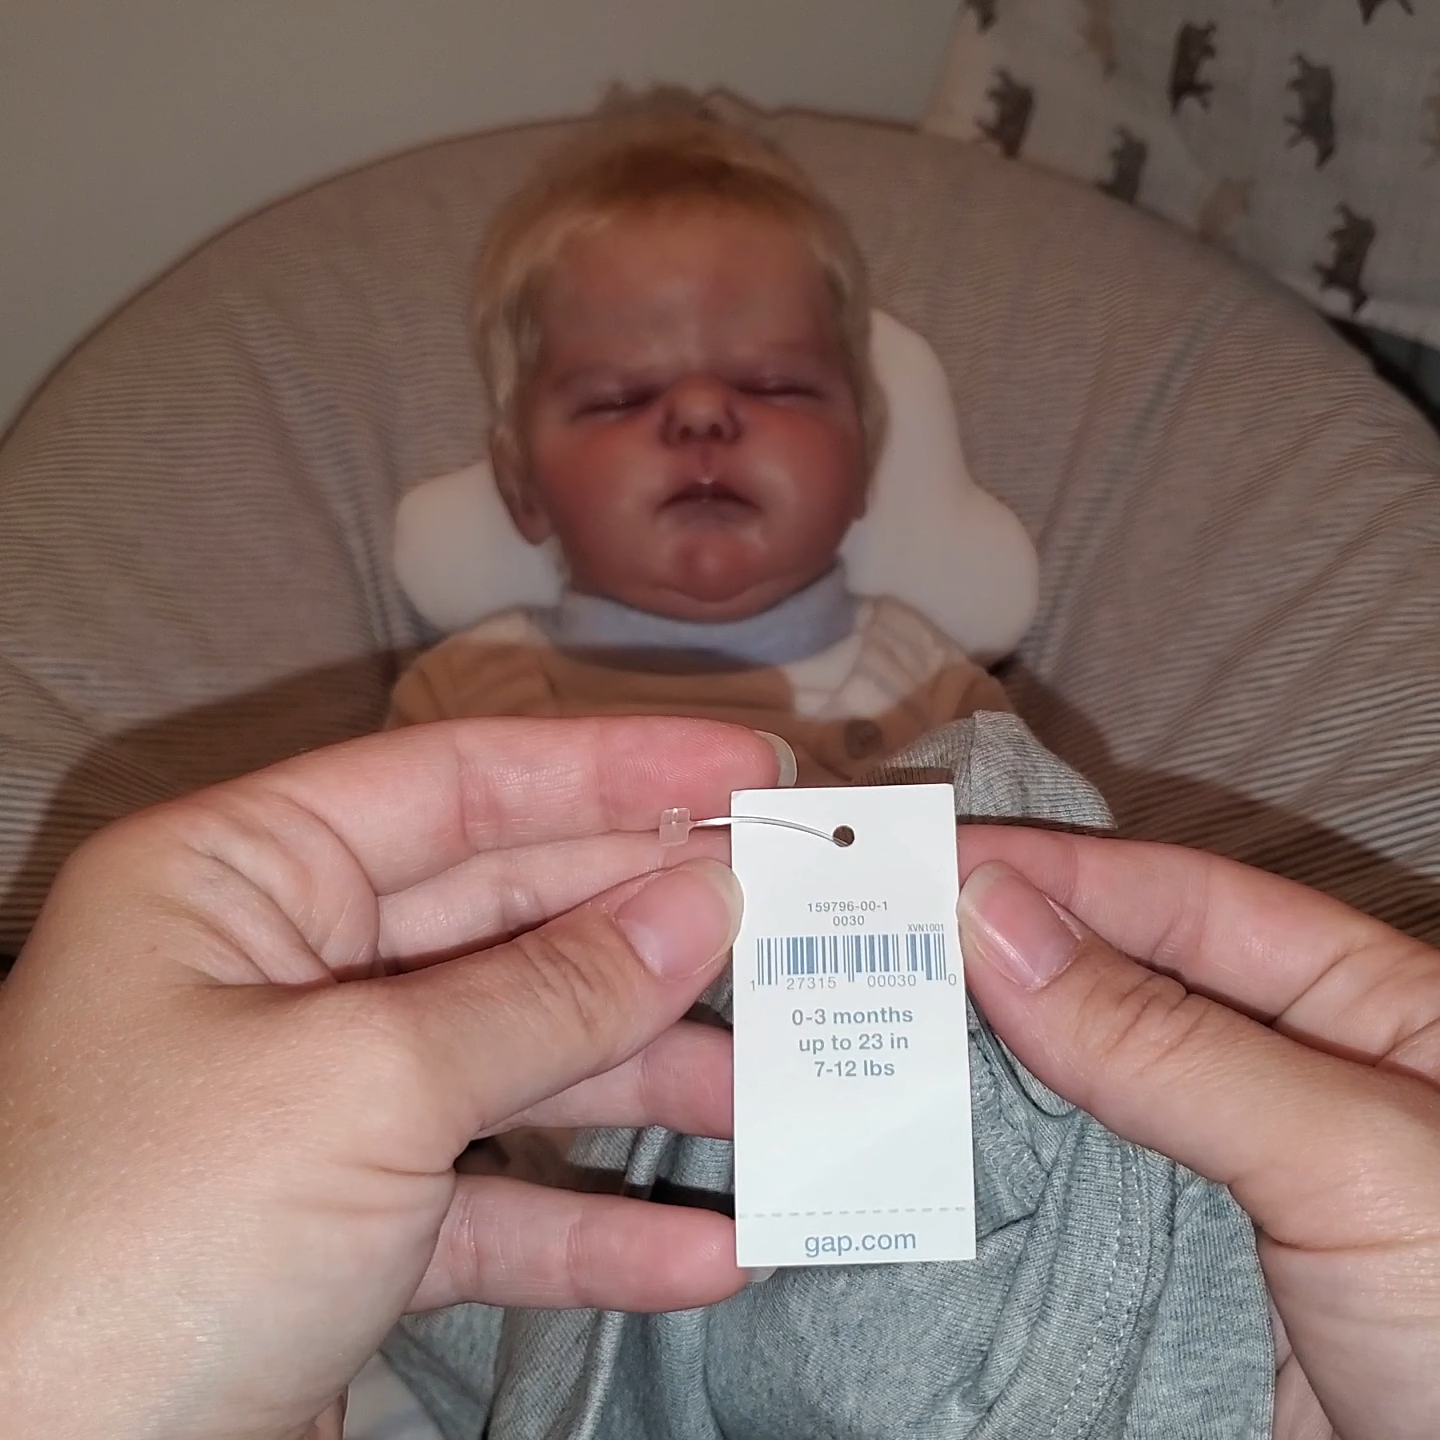 159796-00-1
0030
XVN1001
1 27315 00030 0
0-3 months
up to 23 in
7-12 lbs
gap.com